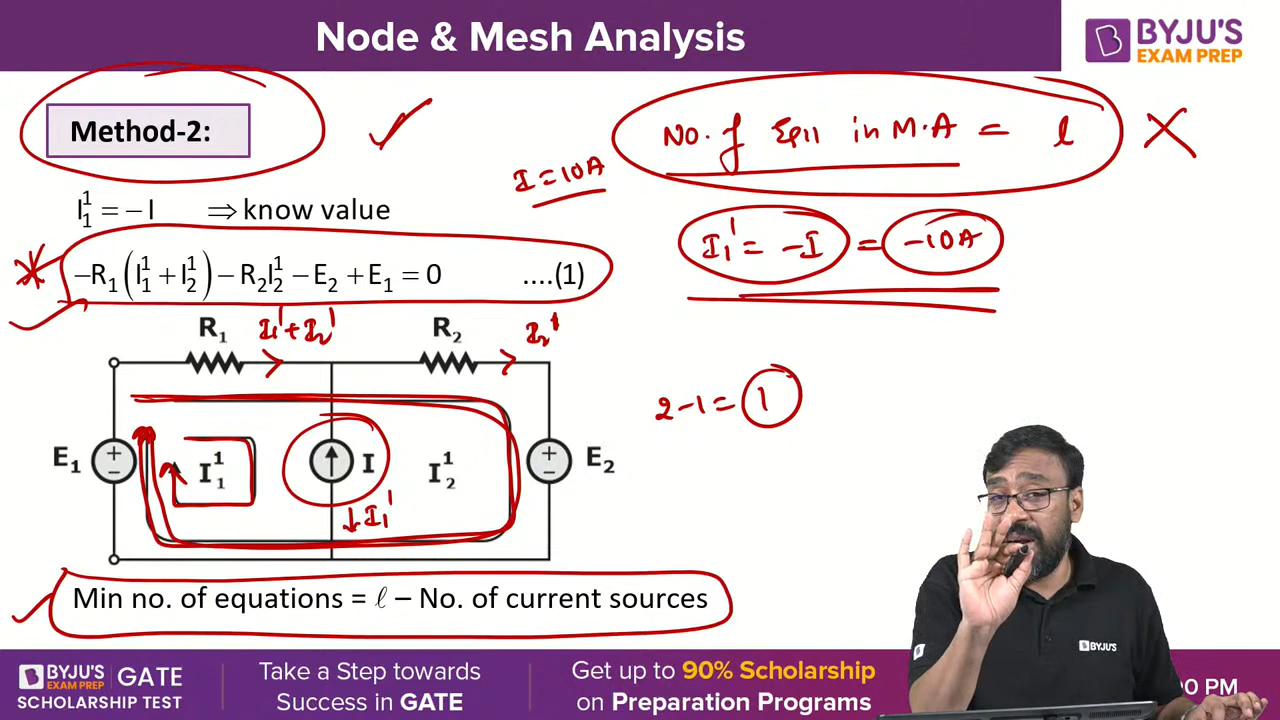 Node & Mesh Analysis
BYJU'S
EXAM PREP
Method-2:
No. of Eqn in M.A = l
I = 10A
I₁¹ = – I ⇒ know value
I₁' = -I = -10A
–R₁(I₁¹ + I₂¹) – R₂I₂¹ – E₂ + E₁ = 0 ....(1)
R₁ I₁'+I₂' R₂ I₂'
2-1 = 1
E₁ I₁¹ I I₂¹ E₂
↓I₁'
Min no. of equations = ℓ – No. of current sources
BYJU'S
BYJU'S
EXAM PREP
GATE
SCHOLARSHIP TEST
Take a Step towards
Success in GATE
Get up to 90% Scholarship
on Preparation Programs
PM